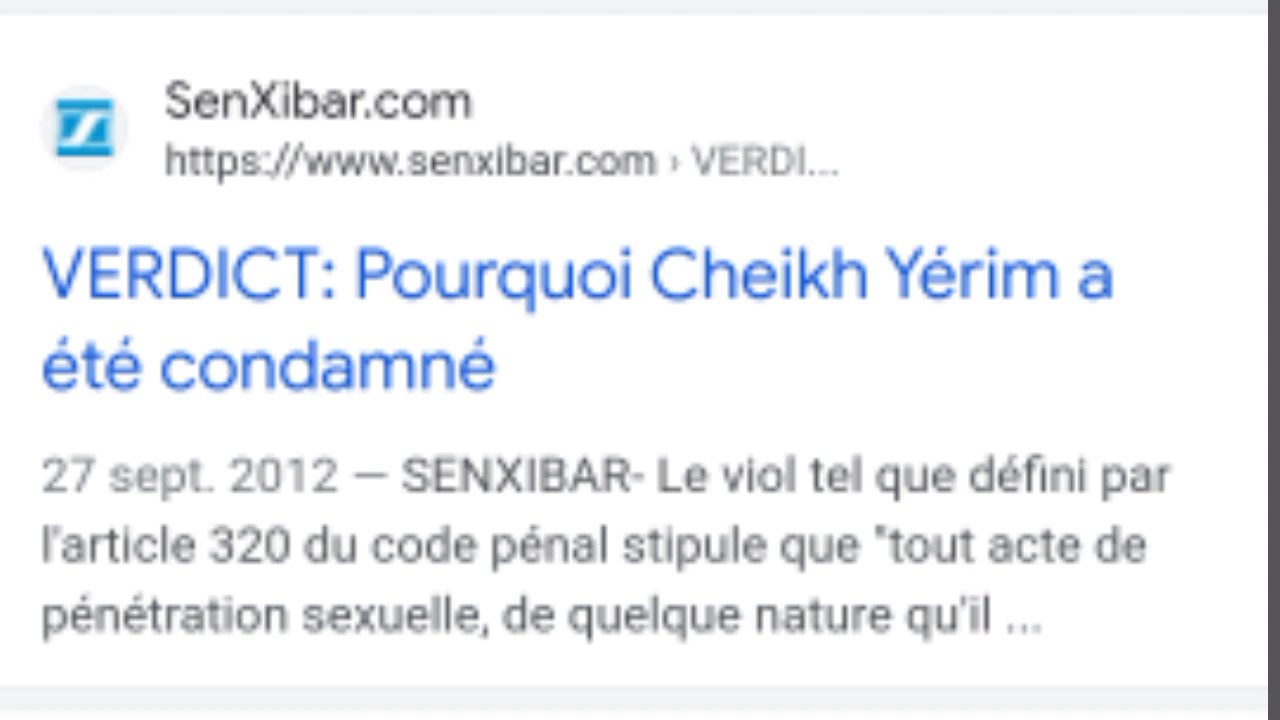 SenXibar.com
https://www.senxibar.com › VERDI...
VERDICT: Pourquoi Cheikh Yérim a
été condamné
27 sept. 2012 — SENXIBAR- Le viol tel que défini par
l'article 320 du code pénal stipule que "tout acte de
pénétration sexuelle, de quelque nature qu'il ...